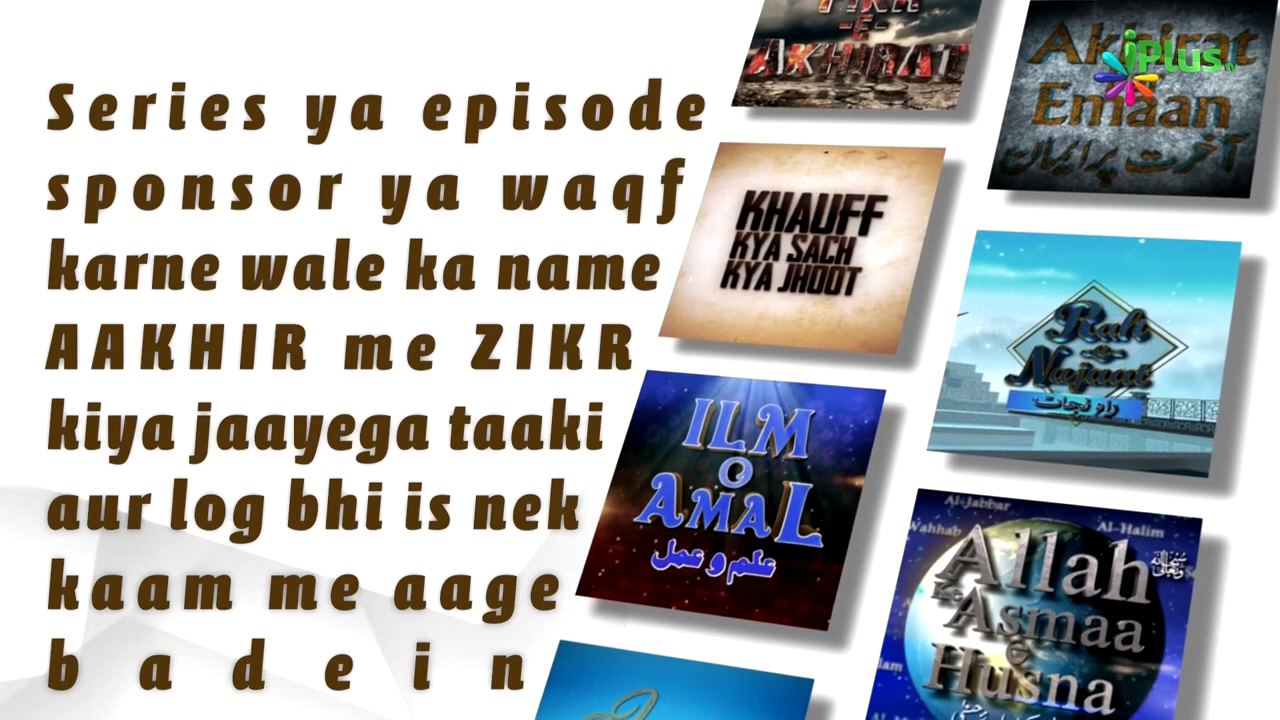 Series ya episode
sponsor ya waqf
karne wale ka name
AAKHIR me ZIKR
kiya jaayega taaki
aur log bhi is nek
kaam me aage
badein
-E-
AKHIRAT
Akhirat
Emaan
آخرت پر ایمان
iPlus tv
KHAUFF
KYA SACH
KYA JHOOT
Rah
-e-
Najaat
راہ نجات
ILM
O
AMAL
علم و عمل
Al-Jabbar
Wahhab
Al-Halim
Allah
Ke
Asmaa
e
Husna